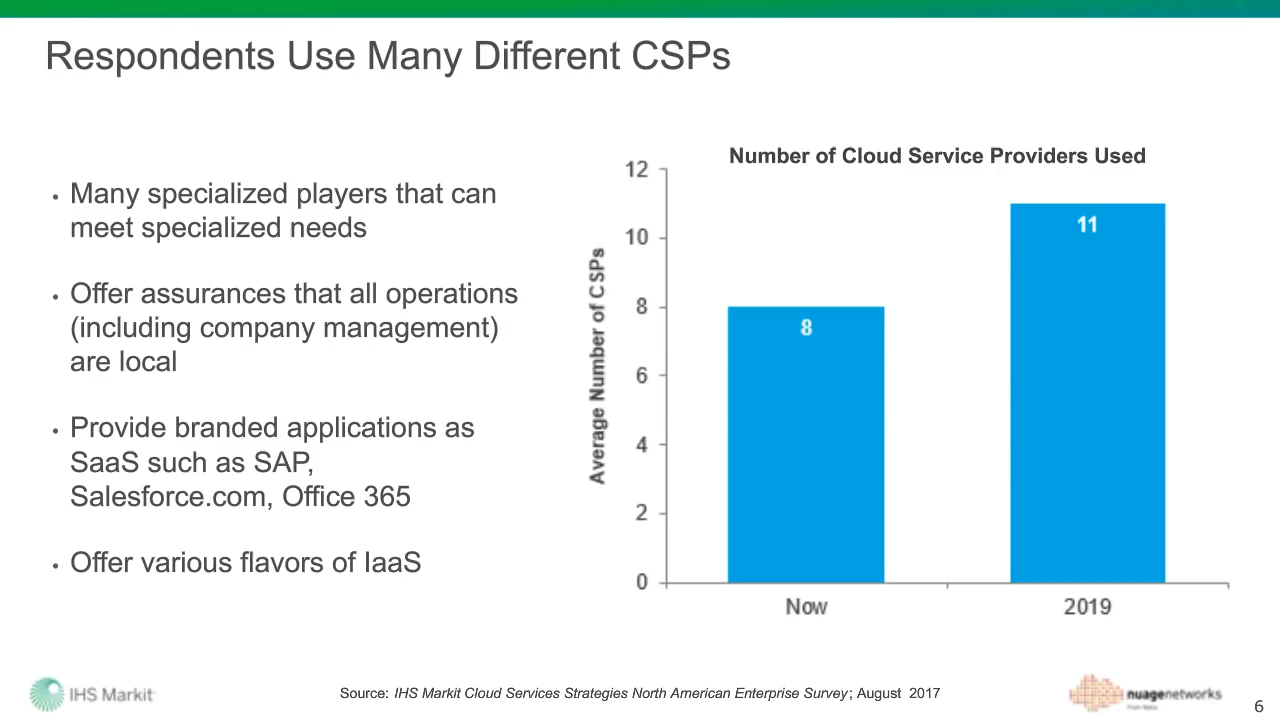 Respondents Use Many Different CSPs
• Many specialized players that can
meet specialized needs
• Offer assurances that all operations
(including company management)
are local
• Provide branded applications as
SaaS such as SAP,
Salesforce.com, Office 365
• Offer various flavors of IaaS
Number of Cloud Service Providers Used
Average Number of CSPs
12
10
8
6
4
2
0
8
11
Now
2019
IHS Markit
Source: IHS Markit Cloud Services Strategies North American Enterprise Survey; August 2017
nuagenetworks
From Nokia
6